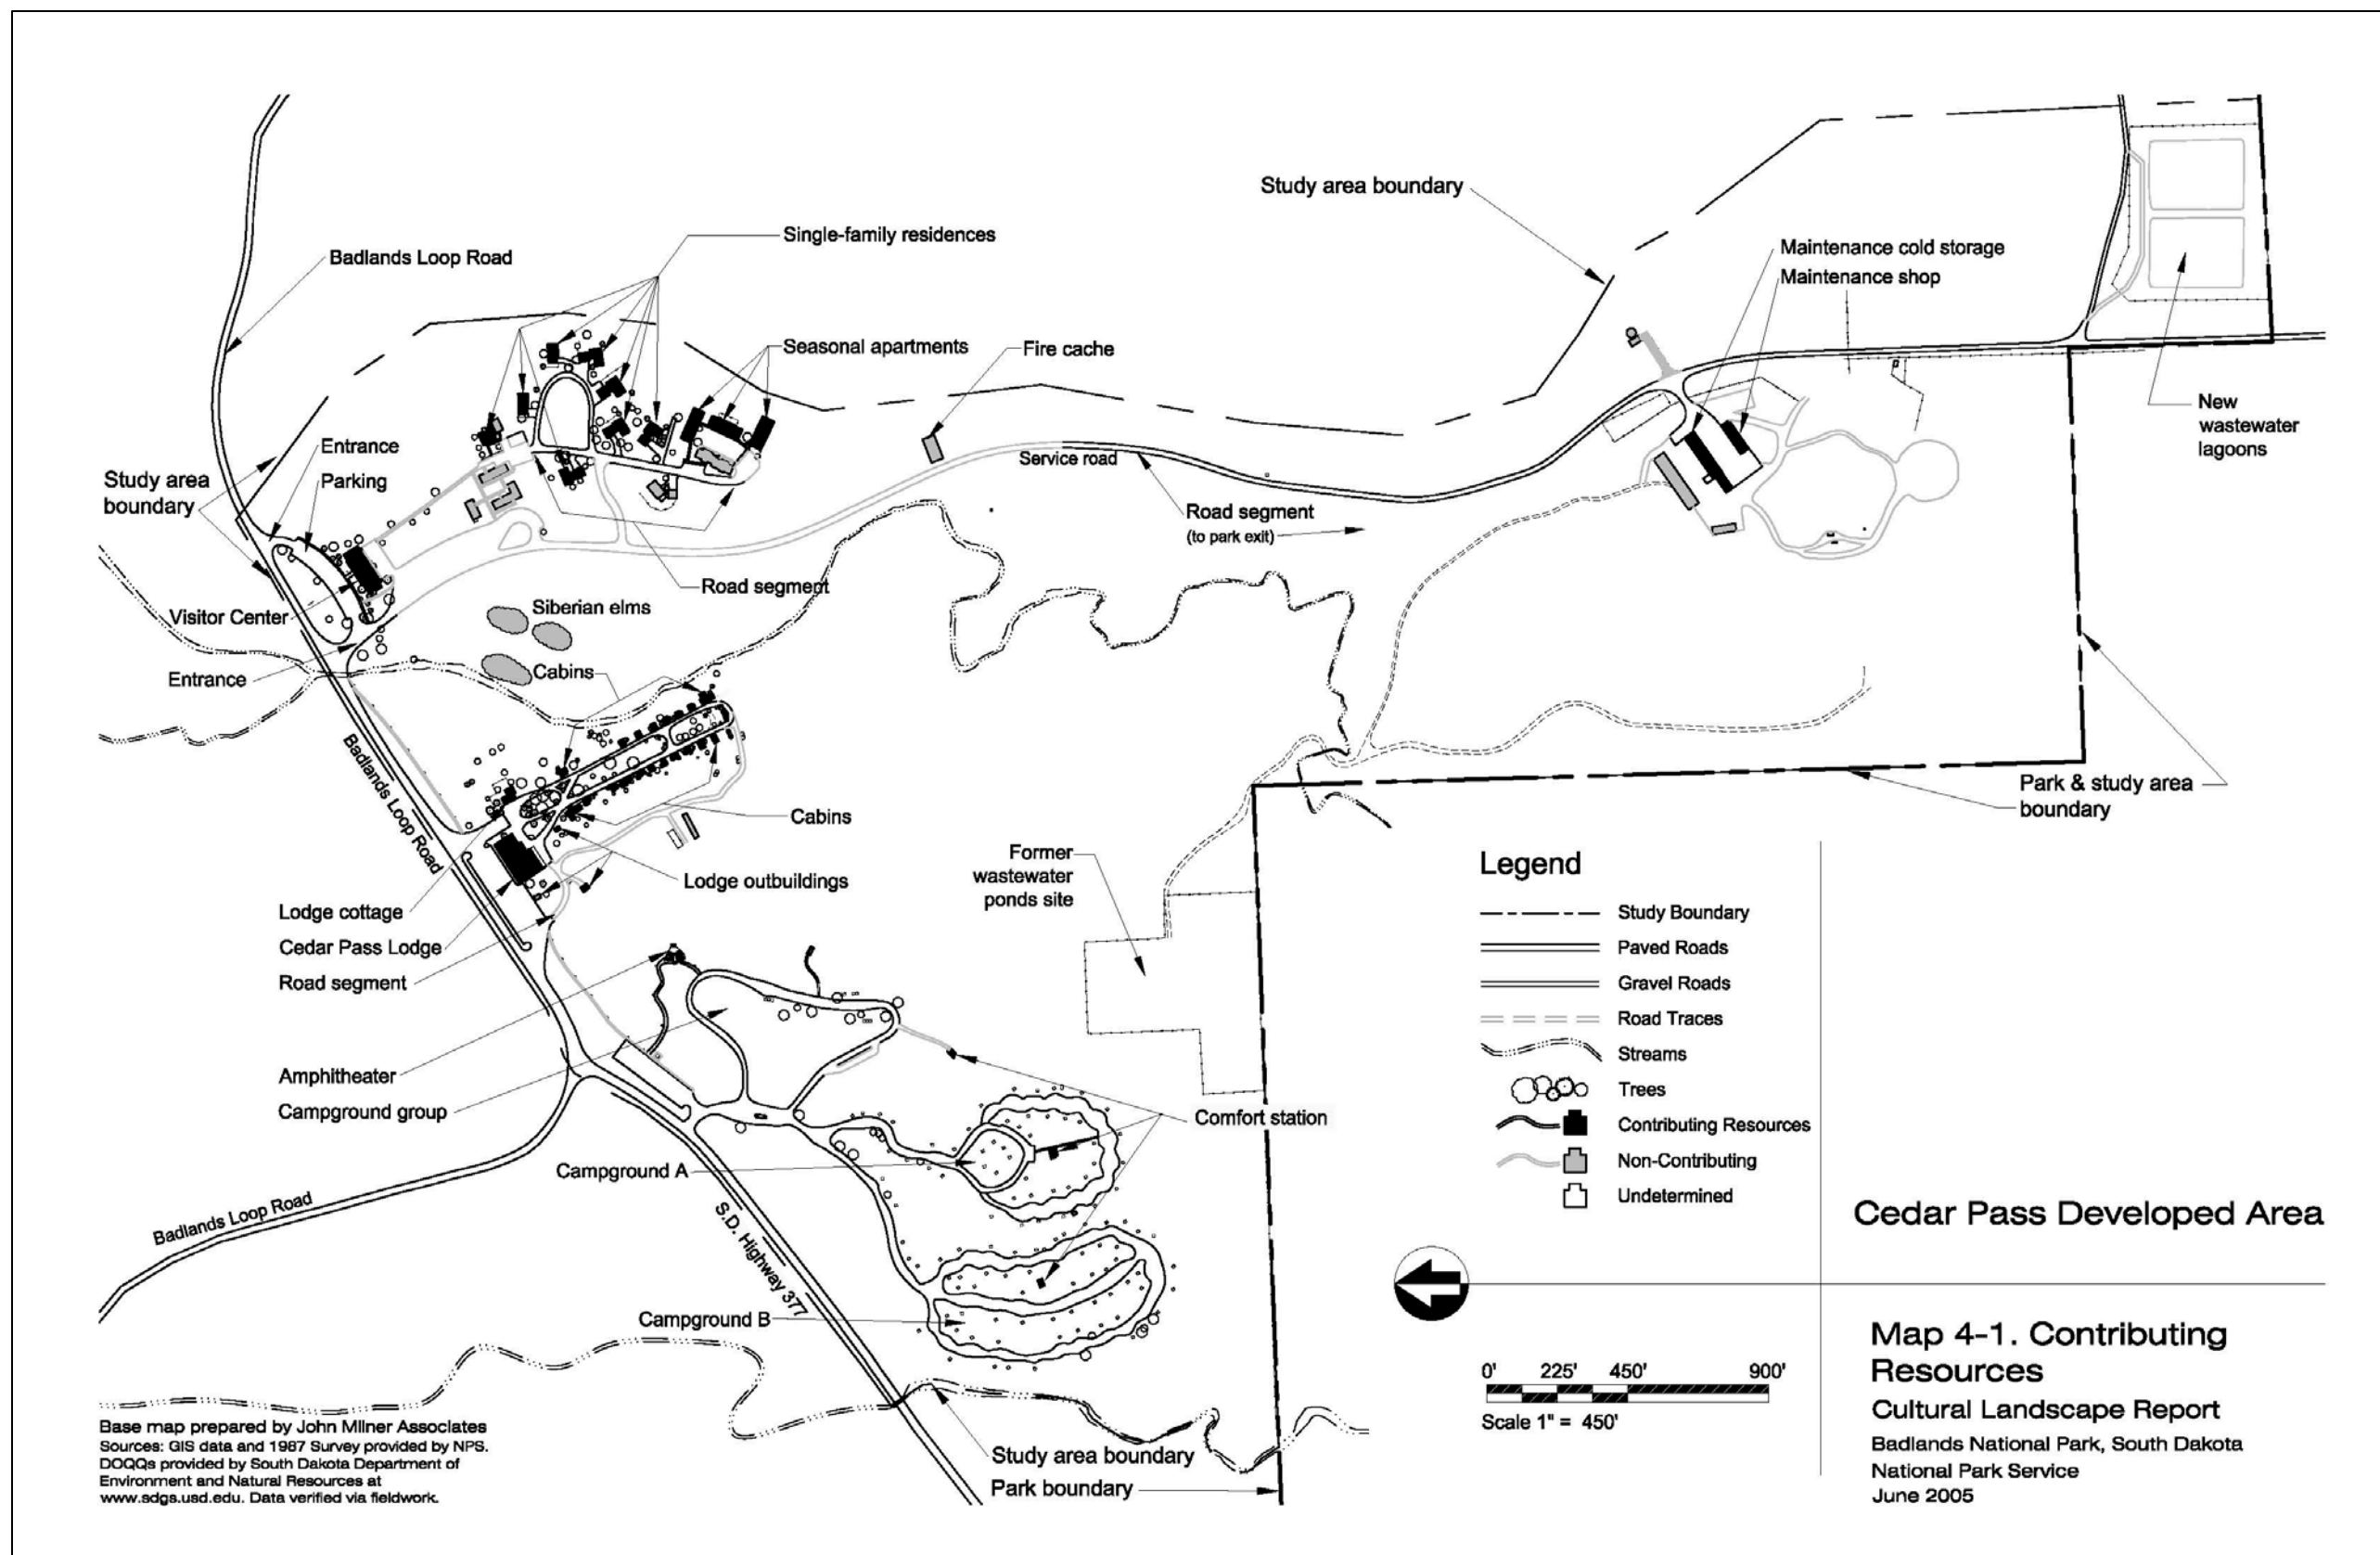 Study area boundary
Single-family residences
Badlands Loop Road
Maintenance cold storage
Maintenance shop
Seasonal apartments
Fire cache
New
wastewater
lagoons
Entrance
Parking
Study area
boundary
Service road
Road segment
(to park exit)
Road segment
Siberian elms
Visitor Center
Cabins
Entrance
Badlands Loop Road
Park & study area
boundary
Cabins
Former
wastewater
ponds site
Lodge outbuildings
Lodge cottage
Cedar Pass Lodge
Road segment
Amphitheater
Campground group
Comfort station
Campground A
Badlands Loop Road
S.D. Highway 377
Campground B
Study area boundary
Park boundary
Legend
Study Boundary
Paved Roads
Gravel Roads
Road Traces
Streams
Trees
Contributing Resources
Non-Contributing
Undetermined
0' 225' 450' 900'
Scale 1" = 450'
Cedar Pass Developed Area
Map 4-1. Contributing
Resources
Cultural Landscape Report
Badlands National Park, South Dakota
National Park Service
June 2005
Base map prepared by John Milner Associates
Sources: GIS data and 1987 Survey provided by NPS.
DOQQs provided by South Dakota Department of
Environment and Natural Resources at
www.sdgs.usd.edu. Data verified via fieldwork.